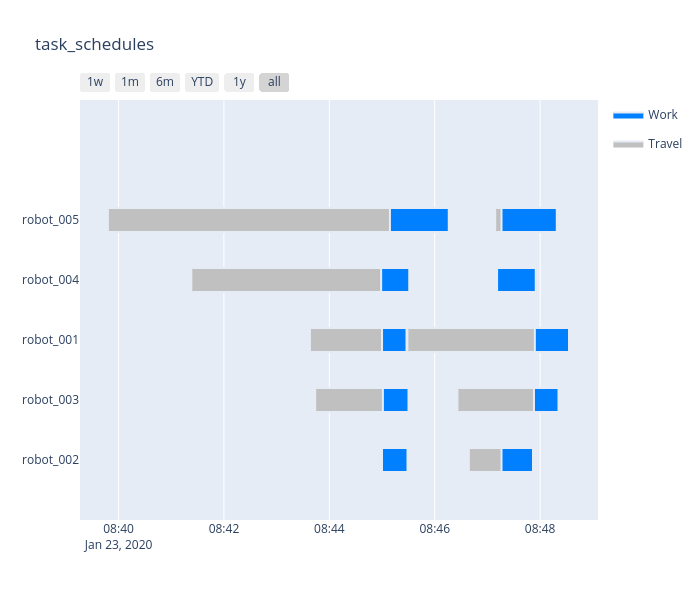 task_schedules
1w 1m 6m YTD 1y all
Work
Travel
robot_005
robot_004
robot_001
robot_003
robot_002
08:40 08:42 08:44 08:46 08:48
Jan 23, 2020